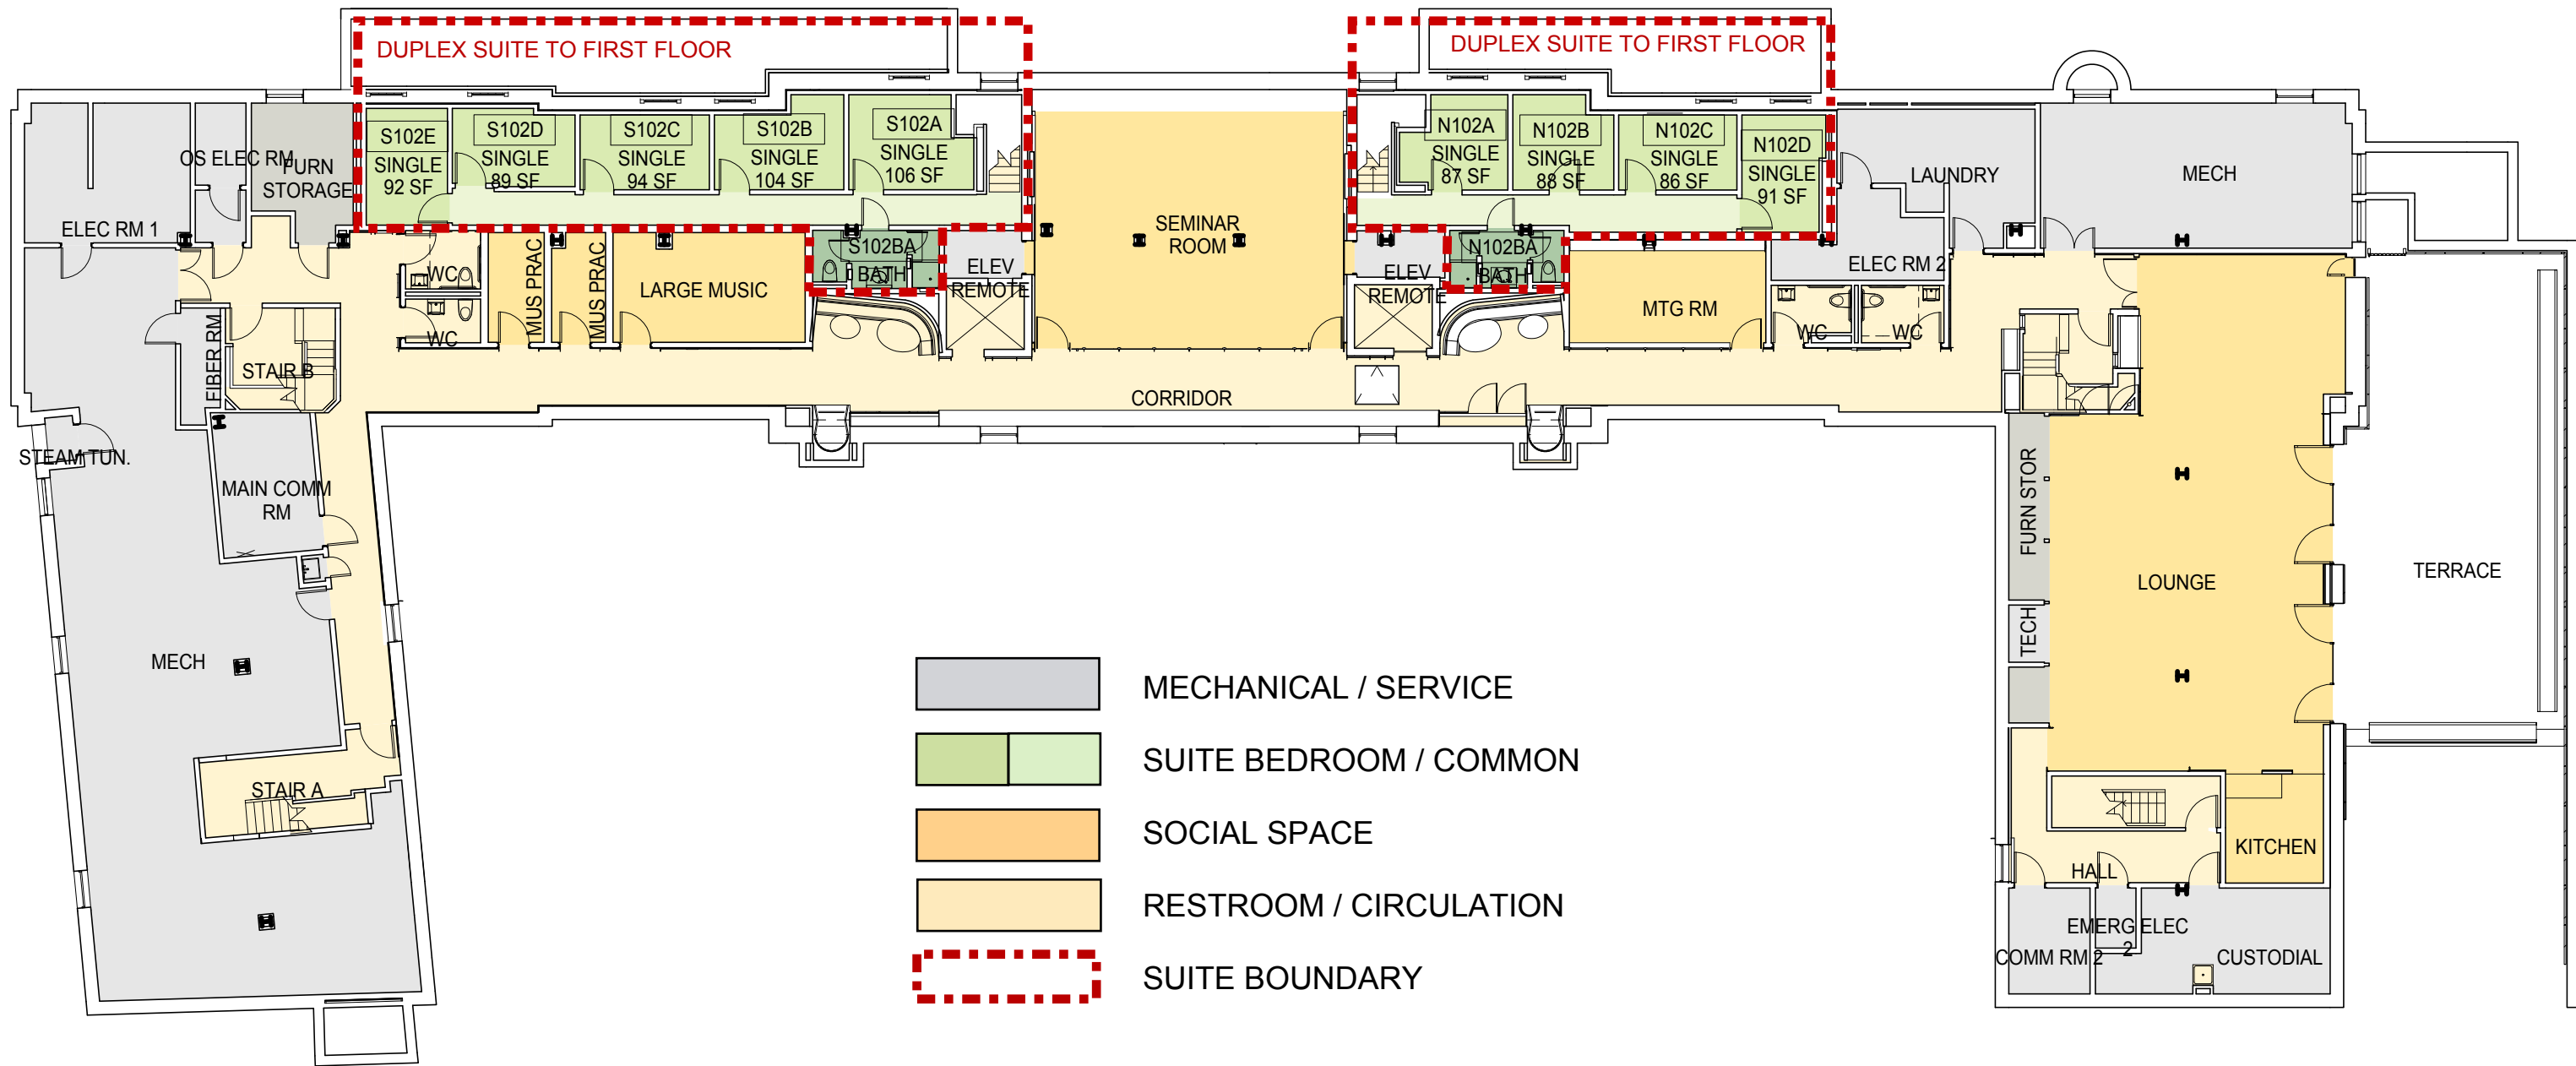 DUPLEX SUITE TO FIRST FLOOR
DUPLEX SUITE TO FIRST FLOOR
OS ELEC RM
FURN
STORAGE
ELEC RM 1
S102E
SINGLE
92 SF
S102D
SINGLE
89 SF
S102C
SINGLE
94 SF
S102B
SINGLE
104 SF
S102A
SINGLE
106 SF
SEMINAR
ROOM
N102A
SINGLE
87 SF
N102B
SINGLE
88 SF
N102C
SINGLE
86 SF
N102D
SINGLE
91 SF
LAUNDRY
MECH
WC
WC
MUS PRAC
MUS PRAC
LARGE MUSIC
S102BA
BATH
ELEV
REMOTE
ELEV
REMOTE
N102BA
BATH
MTG RM
ELEC RM 2
WC
WC
FIBER RM
STAIR B
CORRIDOR
STEAM TUN.
MAIN COMM
RM
MECH
STAIR A
FURN STOR
TECH
LOUNGE
TERRACE
KITCHEN
HALL
EMERG ELEC
2
COMM RM 2
CUSTODIAL
MECHANICAL / SERVICE
SUITE BEDROOM / COMMON
SOCIAL SPACE
RESTROOM / CIRCULATION
SUITE BOUNDARY